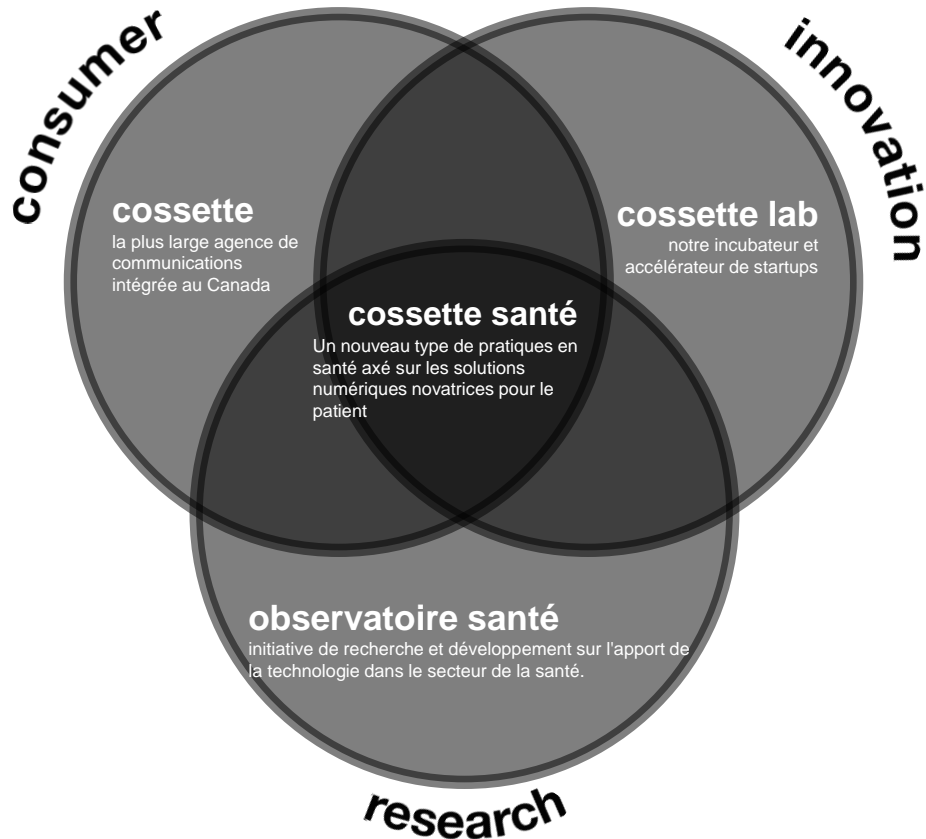 consumer
innovation
cossette
la plus large agence de
communications
intégrée au Canada
cossette lab
notre incubateur et
accélérateur de startups
cossette santé
Un nouveau type de pratiques en
santé axé sur les solutions
numériques novatrices pour le
patient
observatoire santé
initiative de recherche et développement sur l'apport de
la technologie dans le secteur de la santé.
research